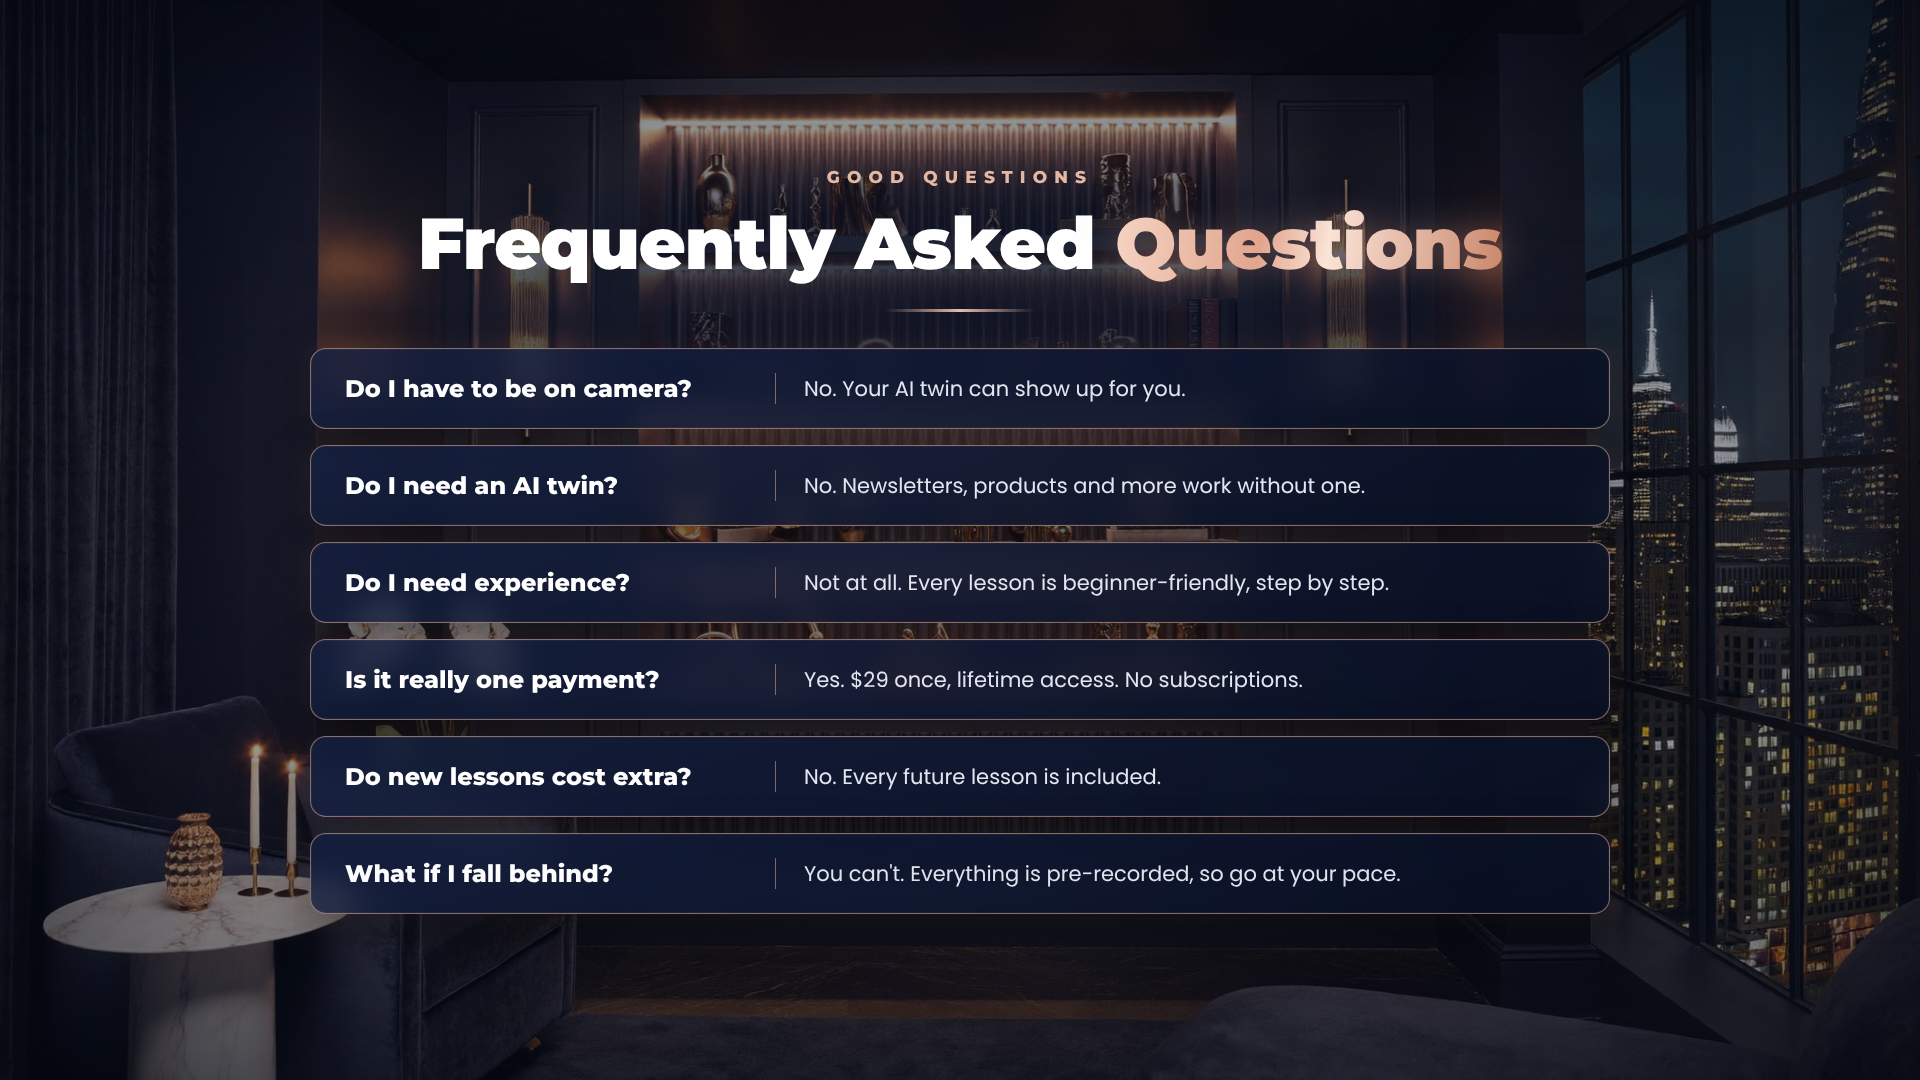 GOOD QUESTIONS
Frequently Asked Questions
Do I have to be on camera?
No. Your AI twin can show up for you.
Do I need an AI twin?
No. Newsletters, products and more work without one.
Do I need experience?
Not at all. Every lesson is beginner-friendly, step by step.
Is it really one payment?
Yes. $29 once, lifetime access. No subscriptions.
Do new lessons cost extra?
No. Every future lesson is included.
What if I fall behind?
You can't. Everything is pre-recorded, so go at your pace.